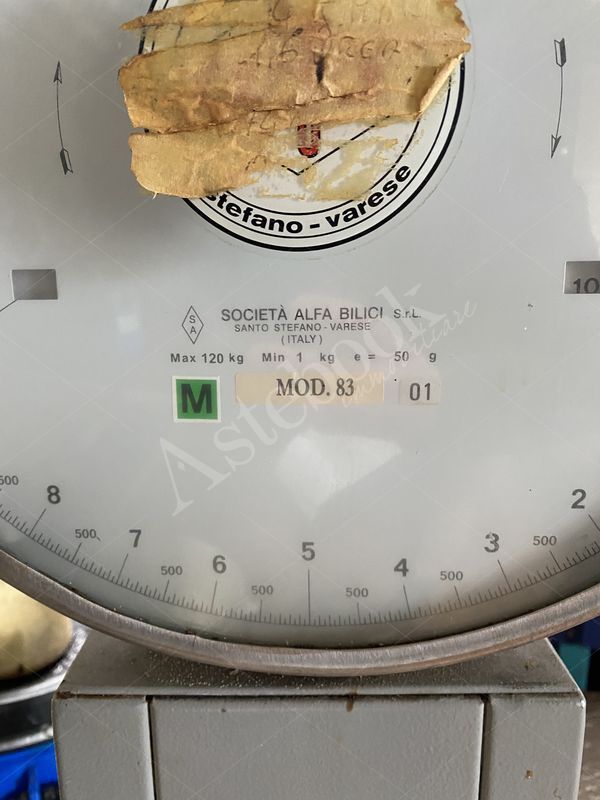 stefano - varese
10
S
A
SOCIETÀ ALFA BILICI S.r.L.
SANTO STEFANO - VARESE
(ITALY)
Max 120 kg Min 1 kg e = 50 g
M MOD. 83 01
Astebook
500 8 500 7 500 6 500 5 500 4 500 3 500 2